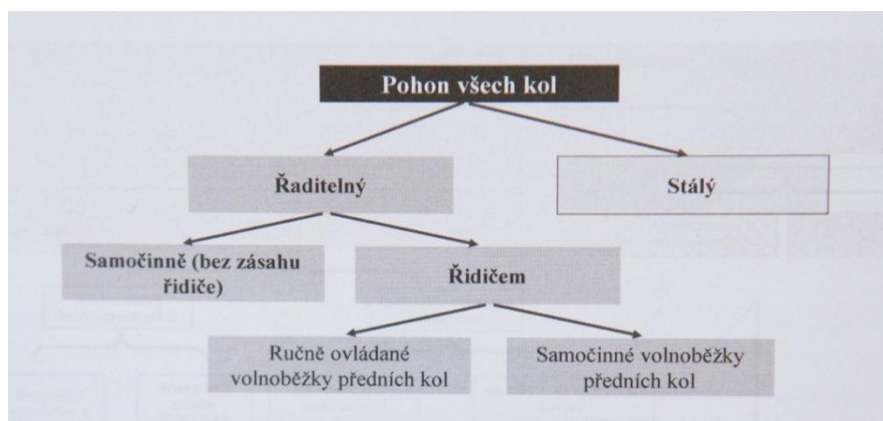 Pohon všech kol
Řaditelný
Stálý
Samočinně (bez zásahu
řidiče)
Řidičem
Ručně ovládané
volnoběžky předních kol
Samočinné volnoběžky
předních kol